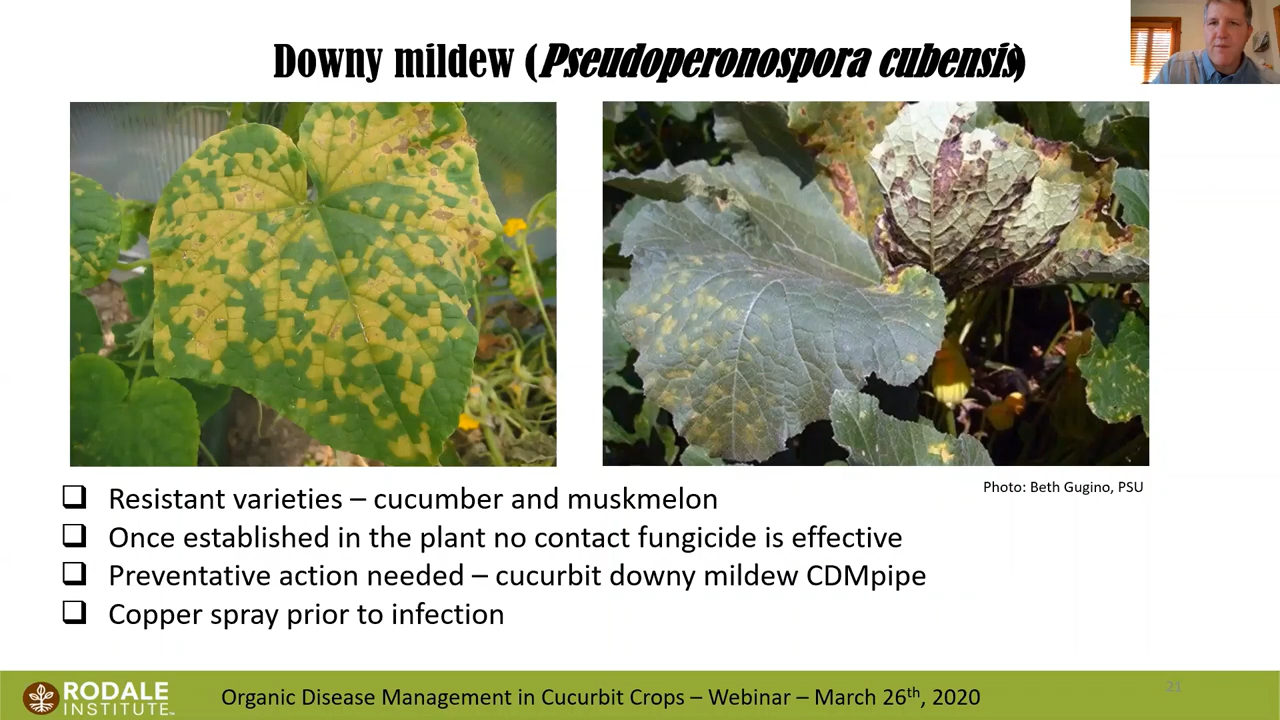 Downy mildew (Pseudoperonospora cubensis)
Photo: Beth Gugino, PSU
Resistant varieties – cucumber and muskmelon
Once established in the plant no contact fungicide is effective
Preventative action needed – cucurbit downy mildew CDMpipe
Copper spray prior to infection
RODALE
INSTITUTE™
Organic Disease Management in Cucurbit Crops – Webinar – March 26th, 2020
21